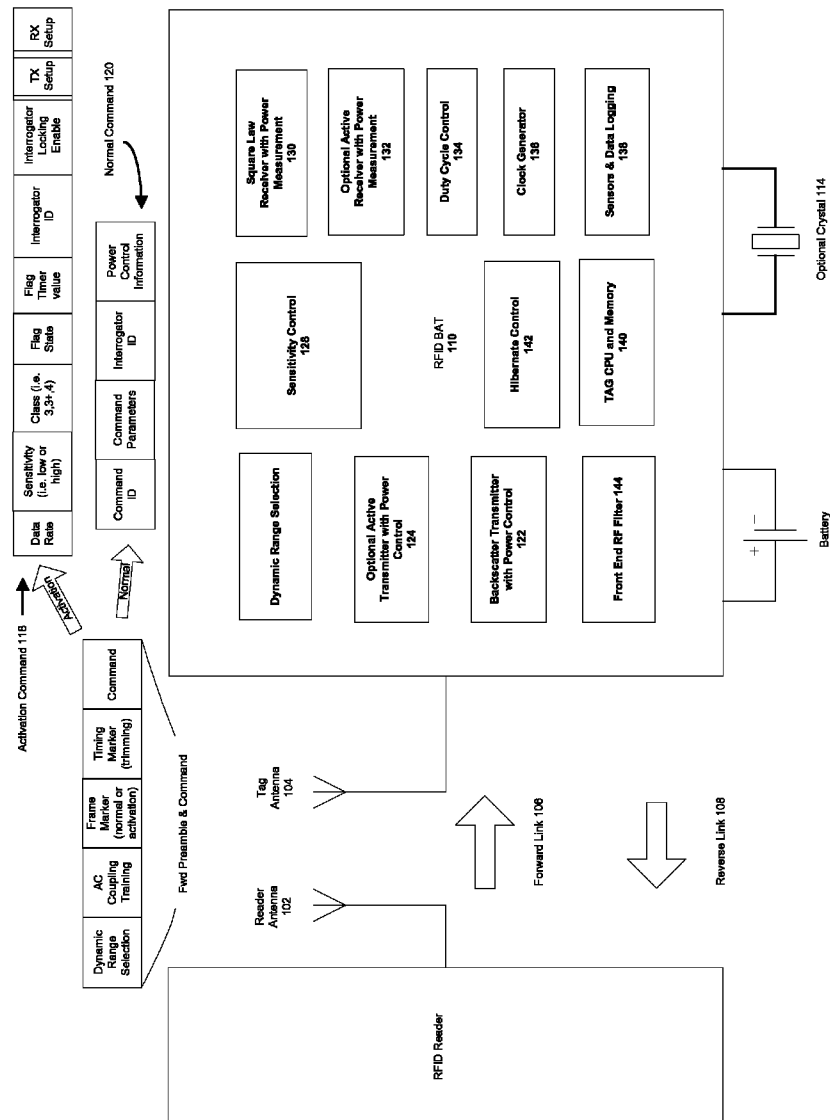 Activation Command 118
Data
Rate
Sensitivity
(i.e. low or
high)
Class (i.e.
3,3+,4)
Flag
State
Flag
Timer
value
Interrogator
ID
Interrogator
Locking
Enable
TX
Setup
RX
Setup
Activation
Normal
Normal Command 120
Command
ID
Command
Parameters
Interrogator
ID
Power
Control
Information
Dynamic
Range
Selection
AC
Coupling
Training
Frame
Marker
(normal or
activation)
Timing
Marker
(trimming)
Command
Fwd Preamble & Command
Reader
Antenna
102
Tag
Antenna
104
RFID Reader
Forward Link 106
Reverse Link 108
Dynamic Range Selection
Sensitivity Control
128
Square Law
Receiver with Power
Measurement
130
Optional Active
Transmitter with Power
Control
124
RFID BAT
110
Optional Active
Receiver with Power
Measurement
132
Backscatter Transmitter
with Power Control
122
Hibernate Control
142
Duty Cycle Control
134
Clock Generator
138
Front End RF Filter 144
TAG CPU and Memory
140
Sensors & Data Logging
138
+ −
Battery
Optional Crystal 114